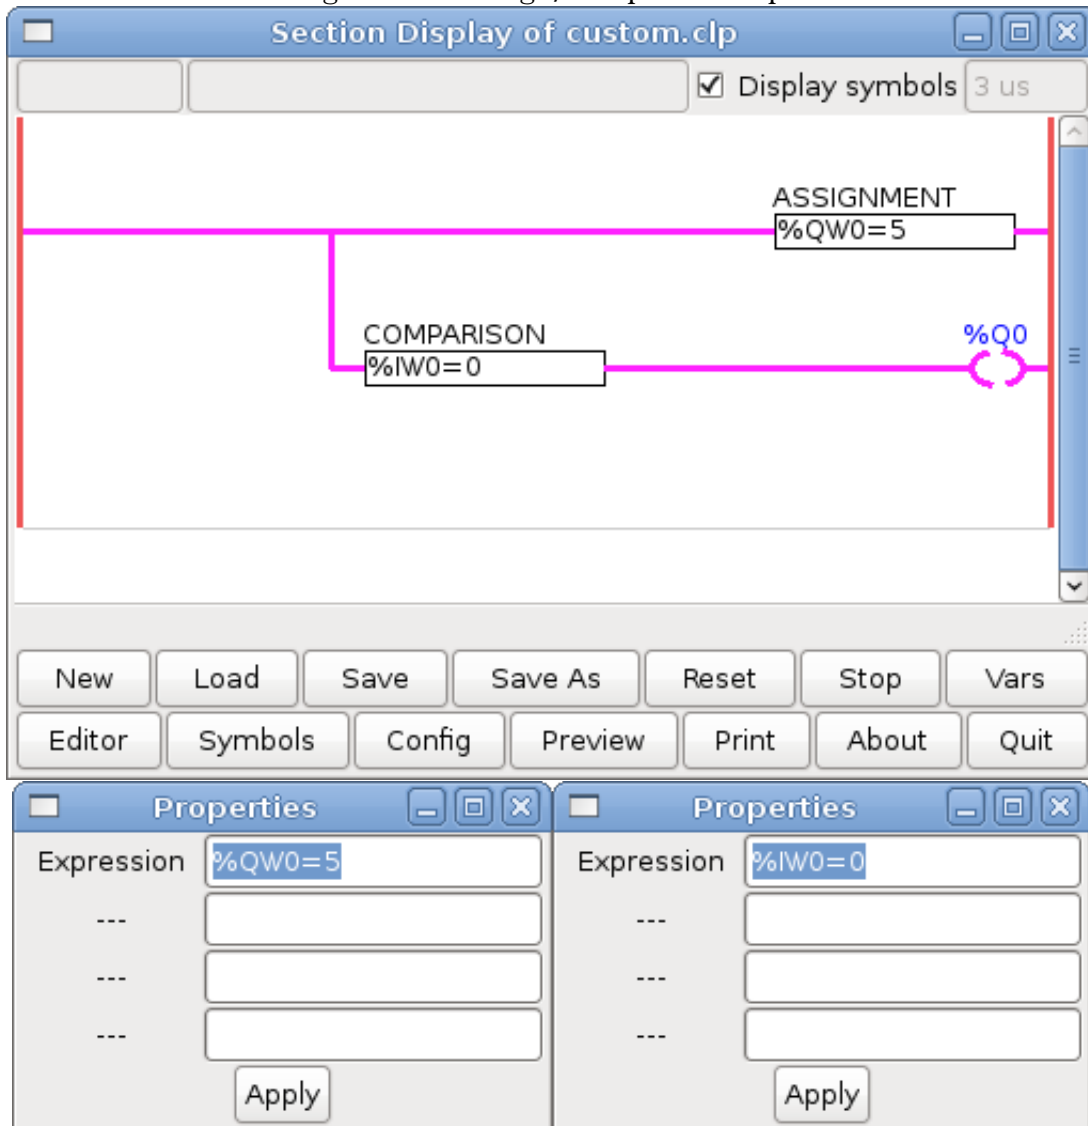 Section Display of custom.clp
Display symbols 3 us
ASSIGNMENT
%QW0=5
COMPARISON %Q0
%IW0=0
New Load Save Save As Reset Stop Vars
Editor Symbols Config Preview Print About Quit
Properties Properties
Expression %QW0=5 Expression %IW0=0
--- ---
--- ---
--- ---
Apply Apply